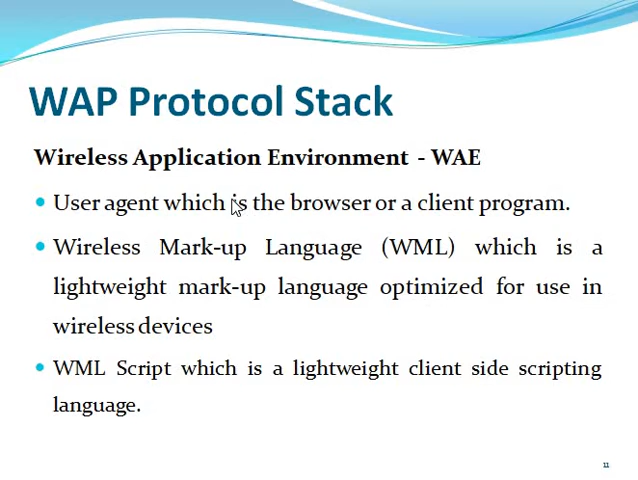 WAP Protocol Stack
Wireless Application Environment - WAE
• User agent which is the browser or a client program.
• Wireless Mark-up Language (WML) which is a
lightweight mark-up language optimized for use in
wireless devices
• WML Script which is a lightweight client side scripting
language.
11